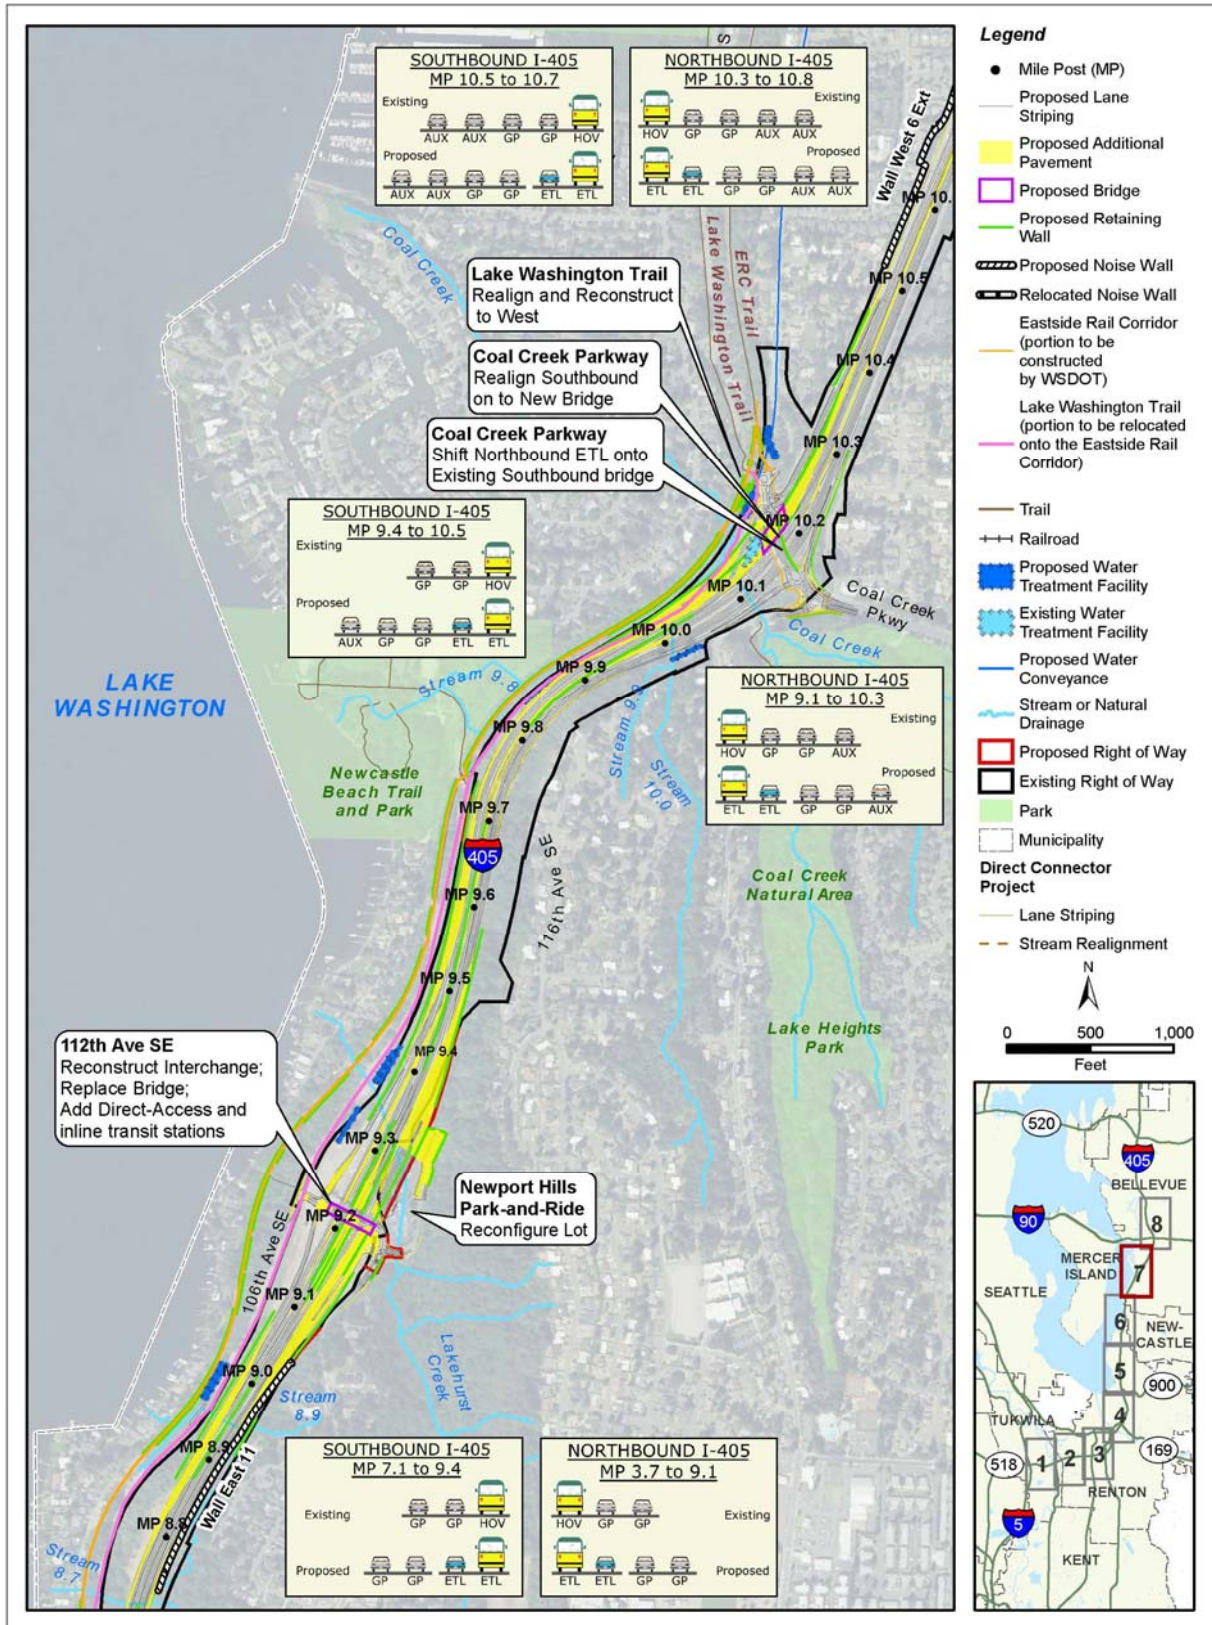 SOUTHBOUND I-405
MP 10.5 to 10.7
Existing
AUX AUX GP GP HOV
Proposed
AUX AUX GP GP ETL ETL
S
NORTHBOUND I-405
MP 10.3 to 10.8
Existing
HOV GP GP AUX AUX
Proposed
ETL ETL GP GP AUX AUX
Wall West 6 Ext
MP 10.
Coal Creek
Lake Washington Trail
Realign and Reconstruct
to West
ERC Trail
Lake Washington Trail
MP 10.5
Coal Creek Parkway
Realign Southbound
on to New Bridge
MP 10.4
Coal Creek Parkway
Shift Northbound ETL onto
Existing Southbound bridge
MP 10.3
SOUTHBOUND I-405
MP 9.4 to 10.5
Existing
GP GP HOV
Proposed
AUX GP GP ETL ETL
MP 10.2
MP 10.1
Coal Creek
Pkwy
MP 10.0
Coal Creek
MP 9.9
LAKE
WASHINGTON
Stream 9.8
Stream 9.9
Stream
10.0
NORTHBOUND I-405
MP 9.1 to 10.3
Existing
HOV GP GP AUX
Proposed
ETL ETL GP GP AUX
MP 9.8
Newcastle
Beach Trail
and Park
MP 9.7
405
116th Ave SE
Coal Creek
Natural Area
MP 9.6
MP 9.5
Lake Heights
Park
112th Ave SE
Reconstruct Interchange;
Replace Bridge;
Add Direct-Access and
inline transit stations
MP 9.4
MP 9.3
Newport Hills
Park-and-Ride
Reconfigure Lot
MP 9.2
106th Ave SE
MP 9.1
Lakehurst
Creek
MP 9.0
Stream
8.9
MP 8.9
Wall East 11
MP 8.8
Stream
8.7
SOUTHBOUND I-405
MP 7.1 to 9.4
Existing
GP GP HOV
Proposed
GP GP ETL ETL
NORTHBOUND I-405
MP 3.7 to 9.1
HOV GP GP
Existing
ETL ETL GP GP
Proposed
Legend
Mile Post (MP)
Proposed Lane
Striping
Proposed Additional
Pavement
Proposed Bridge
Proposed Retaining
Wall
Proposed Noise Wall
Relocated Noise Wall
Eastside Rail Corridor
(portion to be
constructed
by WSDOT)
Lake Washington Trail
(portion to be relocated
onto the Eastside Rail
Corridor)
Trail
Railroad
Proposed Water
Treatment Facility
Existing Water
Treatment Facility
Proposed Water
Conveyance
Stream or Natural
Drainage
Proposed Right of Way
Existing Right of Way
Park
Municipality
Direct Connector
Project
Lane Striping
Stream Realignment
N
0 500 1,000
Feet
520
405
BELLEVUE
90
8
MERCER
ISLAND
7
SEATTLE
6
NEW-
CASTLE
5
900
4
TUKWILA
518
1 2 3
169
RENTON
5
KENT